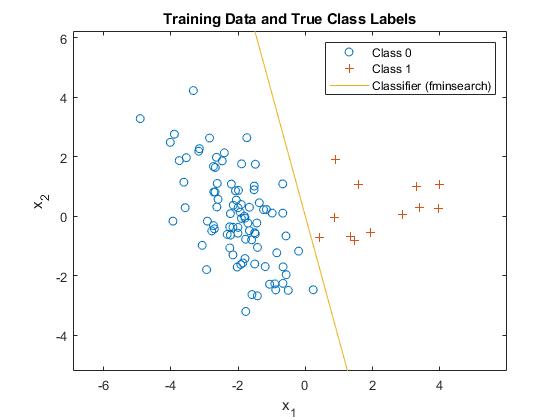 Training Data and True Class Labels
Class 0
Class 1
Classifier (fminsearch)
6
4
2
0
-2
-4
x2
-6
-4
-2
0
2
4
x1